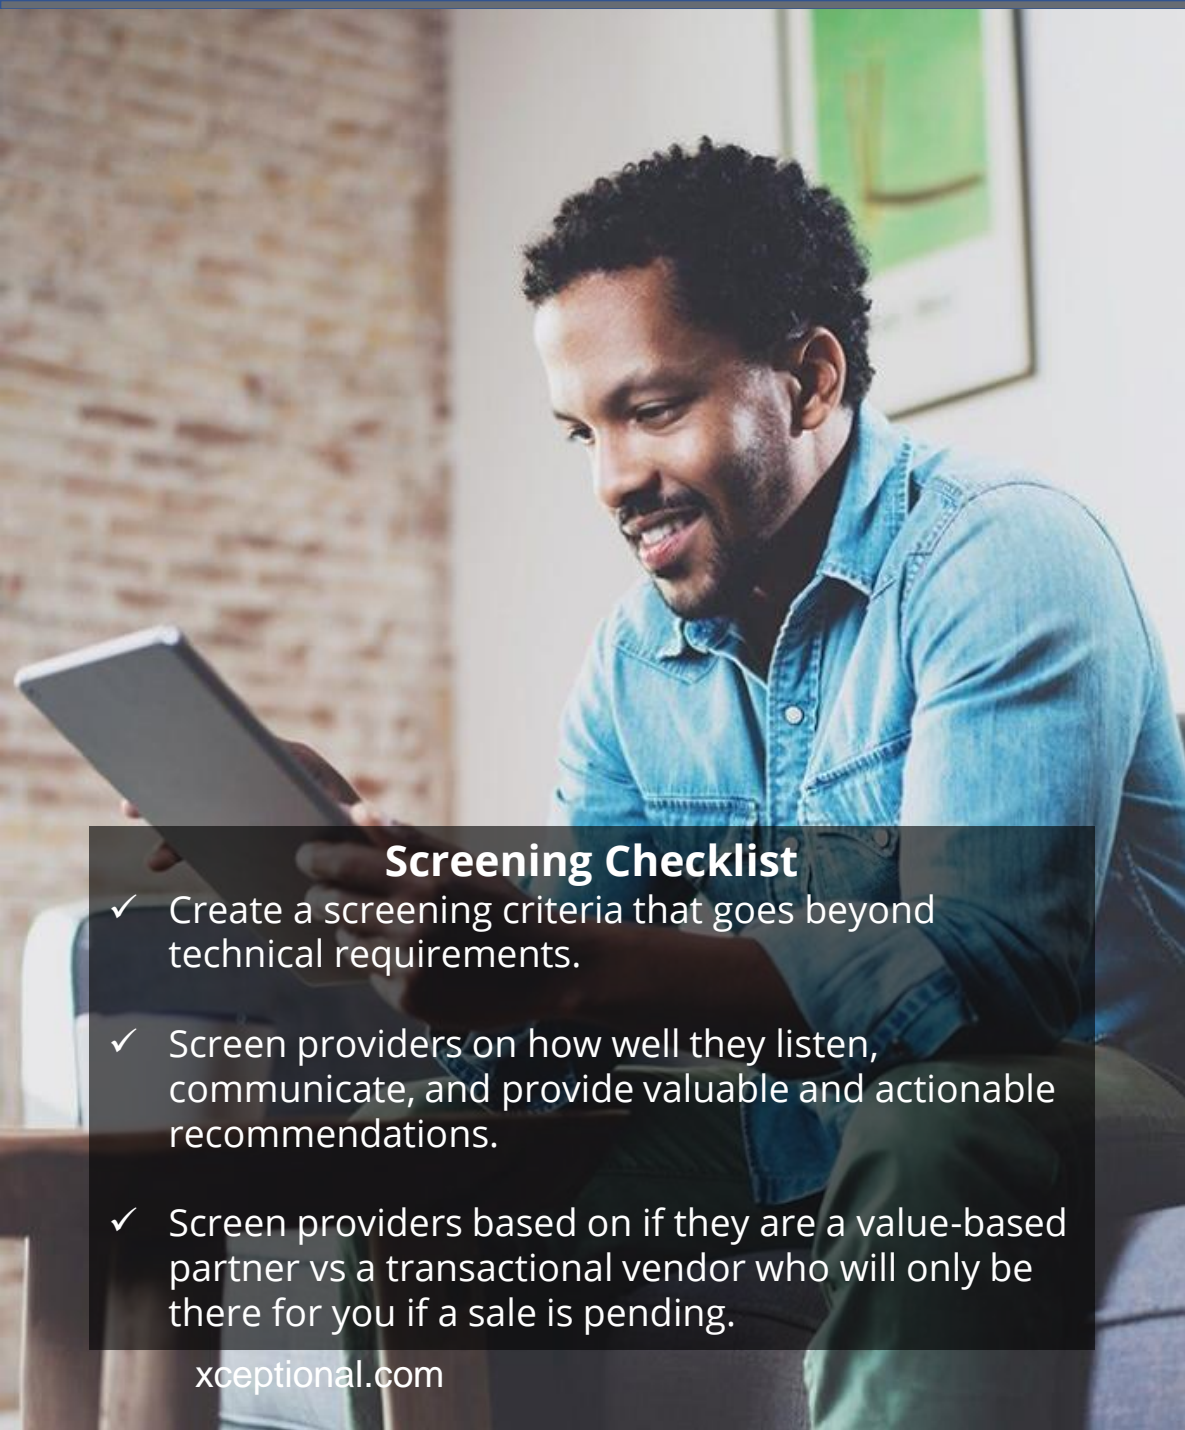 Screening Checklist
✓ Create a screening criteria that goes beyond
technical requirements.
✓ Screen providers on how well they listen,
communicate, and provide valuable and actionable
recommendations.
✓ Screen providers based on if they are a value-based
partner vs a transactional vendor who will only be
there for you if a sale is pending.
xceptional.com